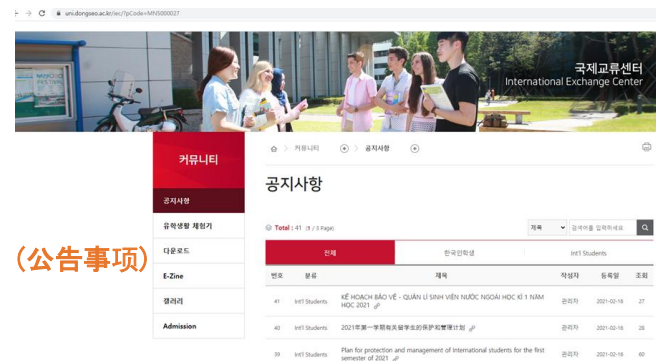 uni.dongseo.ac.kr/iec/?pCode=MN5000027
국제교류센터
International Exchange Center
커뮤니티
커뮤니티
공지사항
공지사항
공지사항
유학생활 체험기
다운로드
E-Zine
갤러리
Admission
(公告事项)
Total : 41 (1 / 3 Page)
제목
검색어를 입력하세요
전체
한국인학생
Int'l Students
번호
분류
제목
작성자
등록일
조회
41 Int'l Students KẾ HOẠCH BẢO VỆ - QUẢN LÍ SINH VIÊN NƯỚC NGOÀI HỌC KÌ 1 NĂM
HỌC 2021
관리자 2021-02-16 27
40 Int'l Students 2021年第一学期有关留学生的保护和管理计划 관리자 2021-02-16 28
39 Int'l Students Plan for protection and management of international students for the first
semester of 2021
관리자 2021-02-16 60